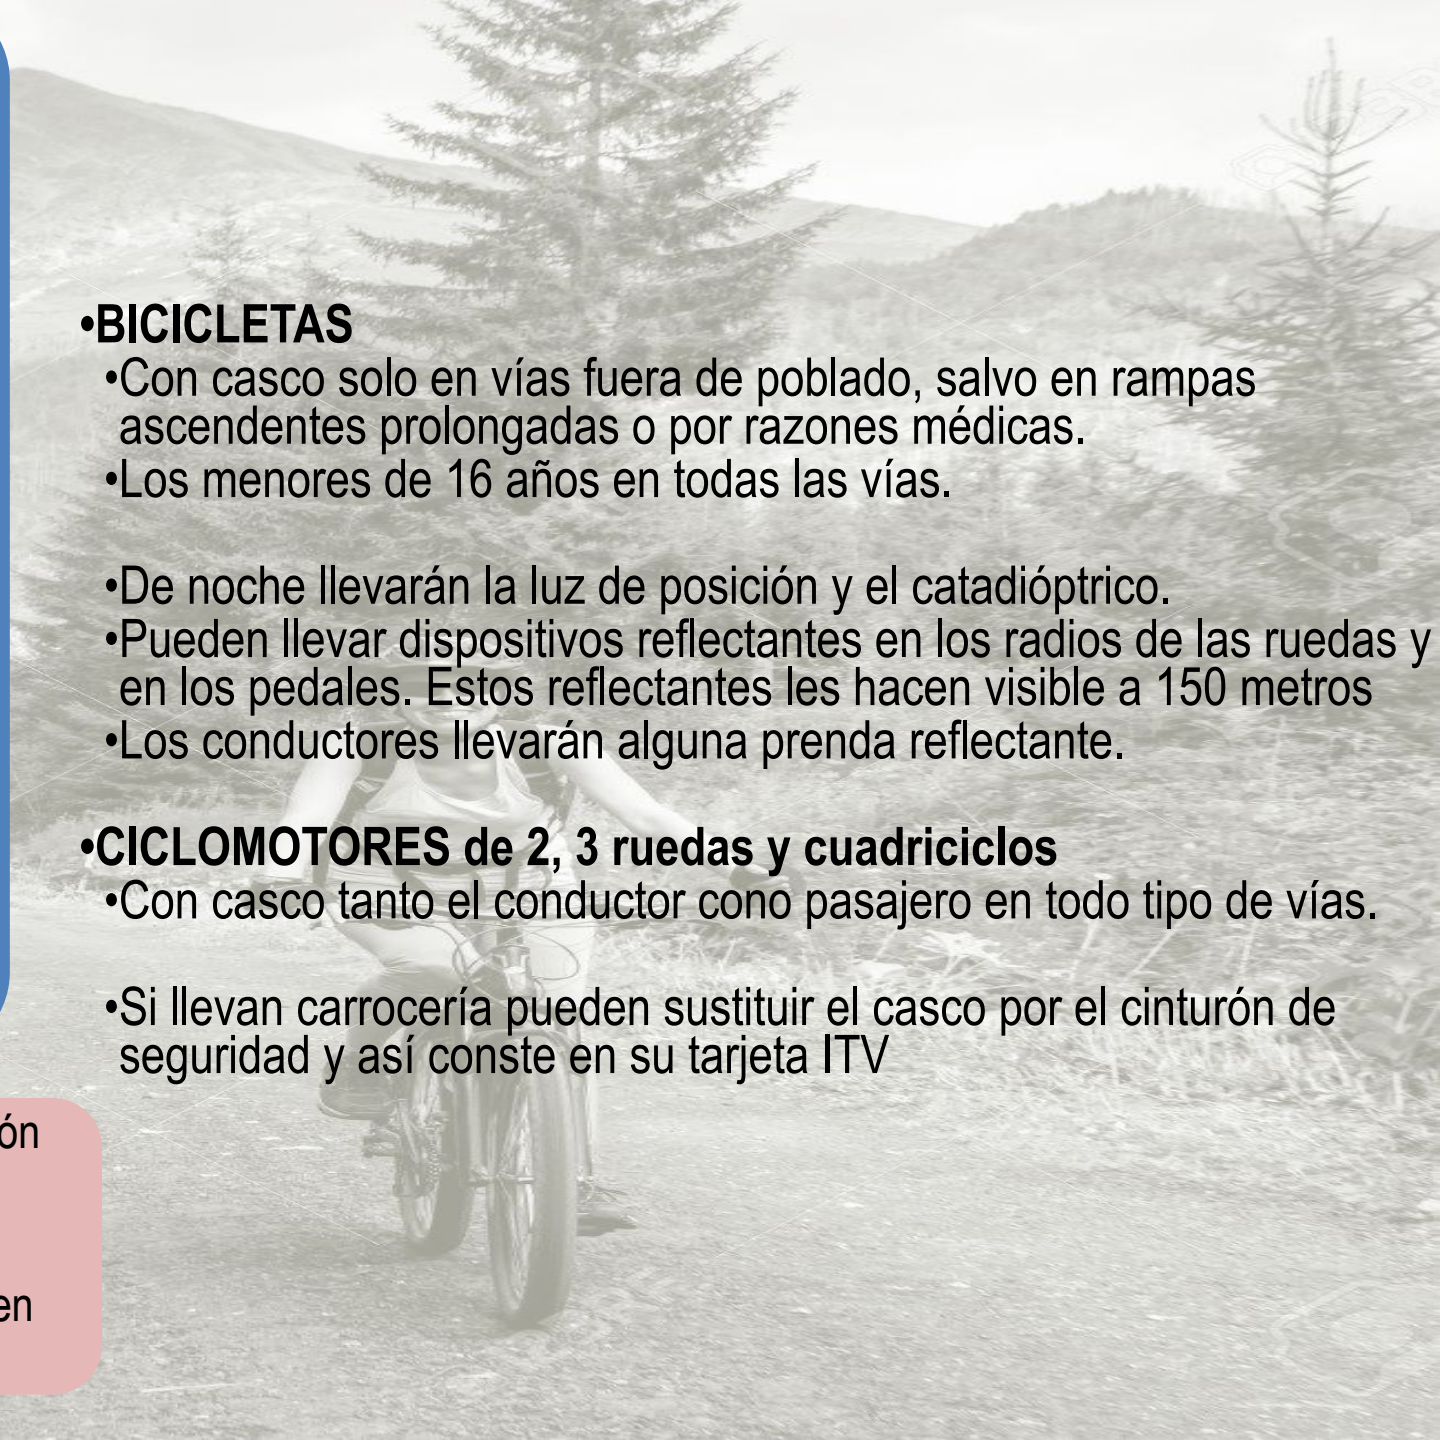 •BICICLETAS
•Con casco solo en vías fuera de poblado, salvo en rampas
ascendentes prolongadas o por razones médicas.
•Los menores de 16 años en todas las vías.
•De noche llevarán la luz de posición y el catadióptrico.
•Pueden llevar dispositivos reflectantes en los radios de las ruedas y
en los pedales. Estos reflectantes les hacen visible a 150 metros
•Los conductores llevarán alguna prenda reflectante.
•CICLOMOTORES de 2, 3 ruedas y cuadriciclos
•Con casco tanto el conductor cono pasajero en todo tipo de vías.
•Si llevan carrocería pueden sustituir el casco por el cinturón de
seguridad y así conste en su tarjeta ITV
ón
en